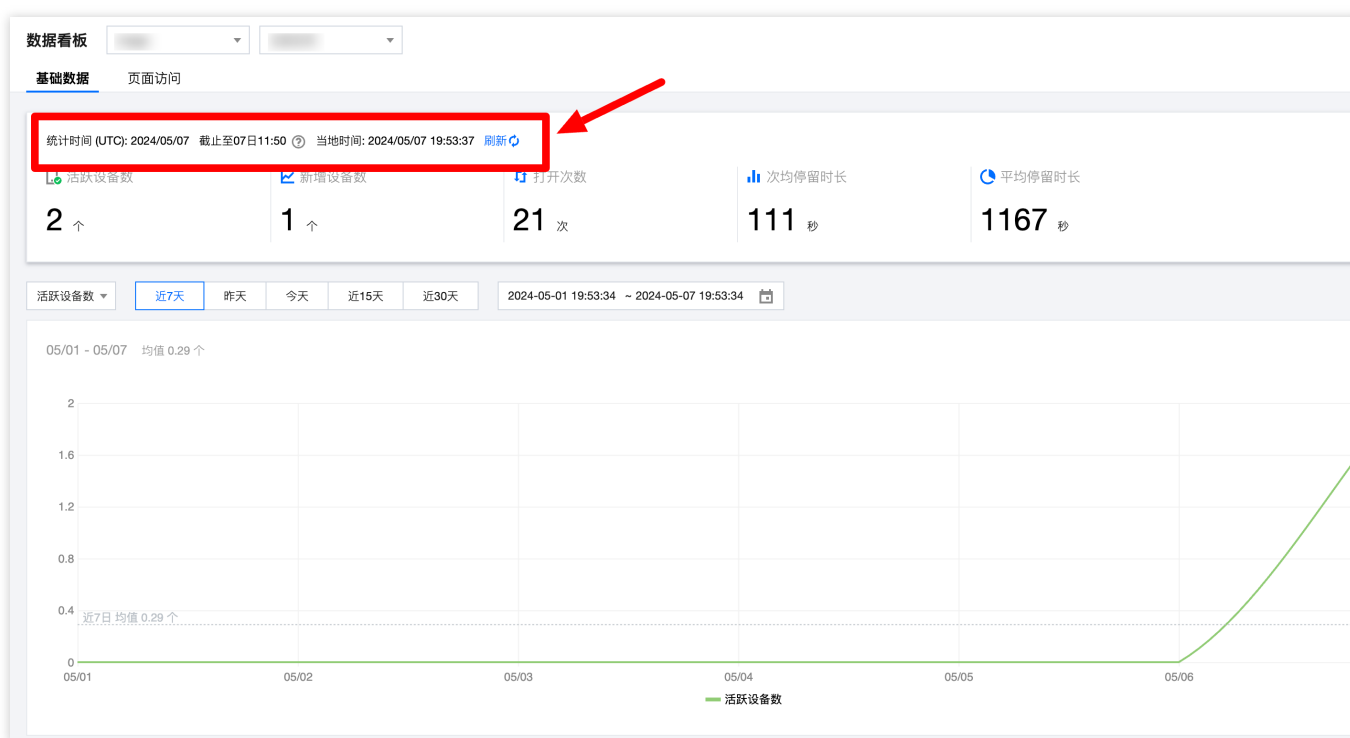 数据看板
基础数据 页面访问
统计时间 (UTC): 2024/05/07 截止至07日11:50 ? 当地时间: 2024/05/07 19:53:37 刷新
活跃设备数 新增设备数 打开次数 次均停留时长 平均停留时长
2 个 1 个 21 次 111 秒 1167 秒
活跃设备数 近7天 昨天 今天 近15天 近30天 2024-05-01 19:53:34 ~ 2024-05-07 19:53:34
05/01 - 05/07 均值 0.29 个
2
1.6
1.2
0.8
0.4
近7日 均值 0.29 个
0
05/01 05/02 05/03 05/04 05/05 05/06
活跃设备数